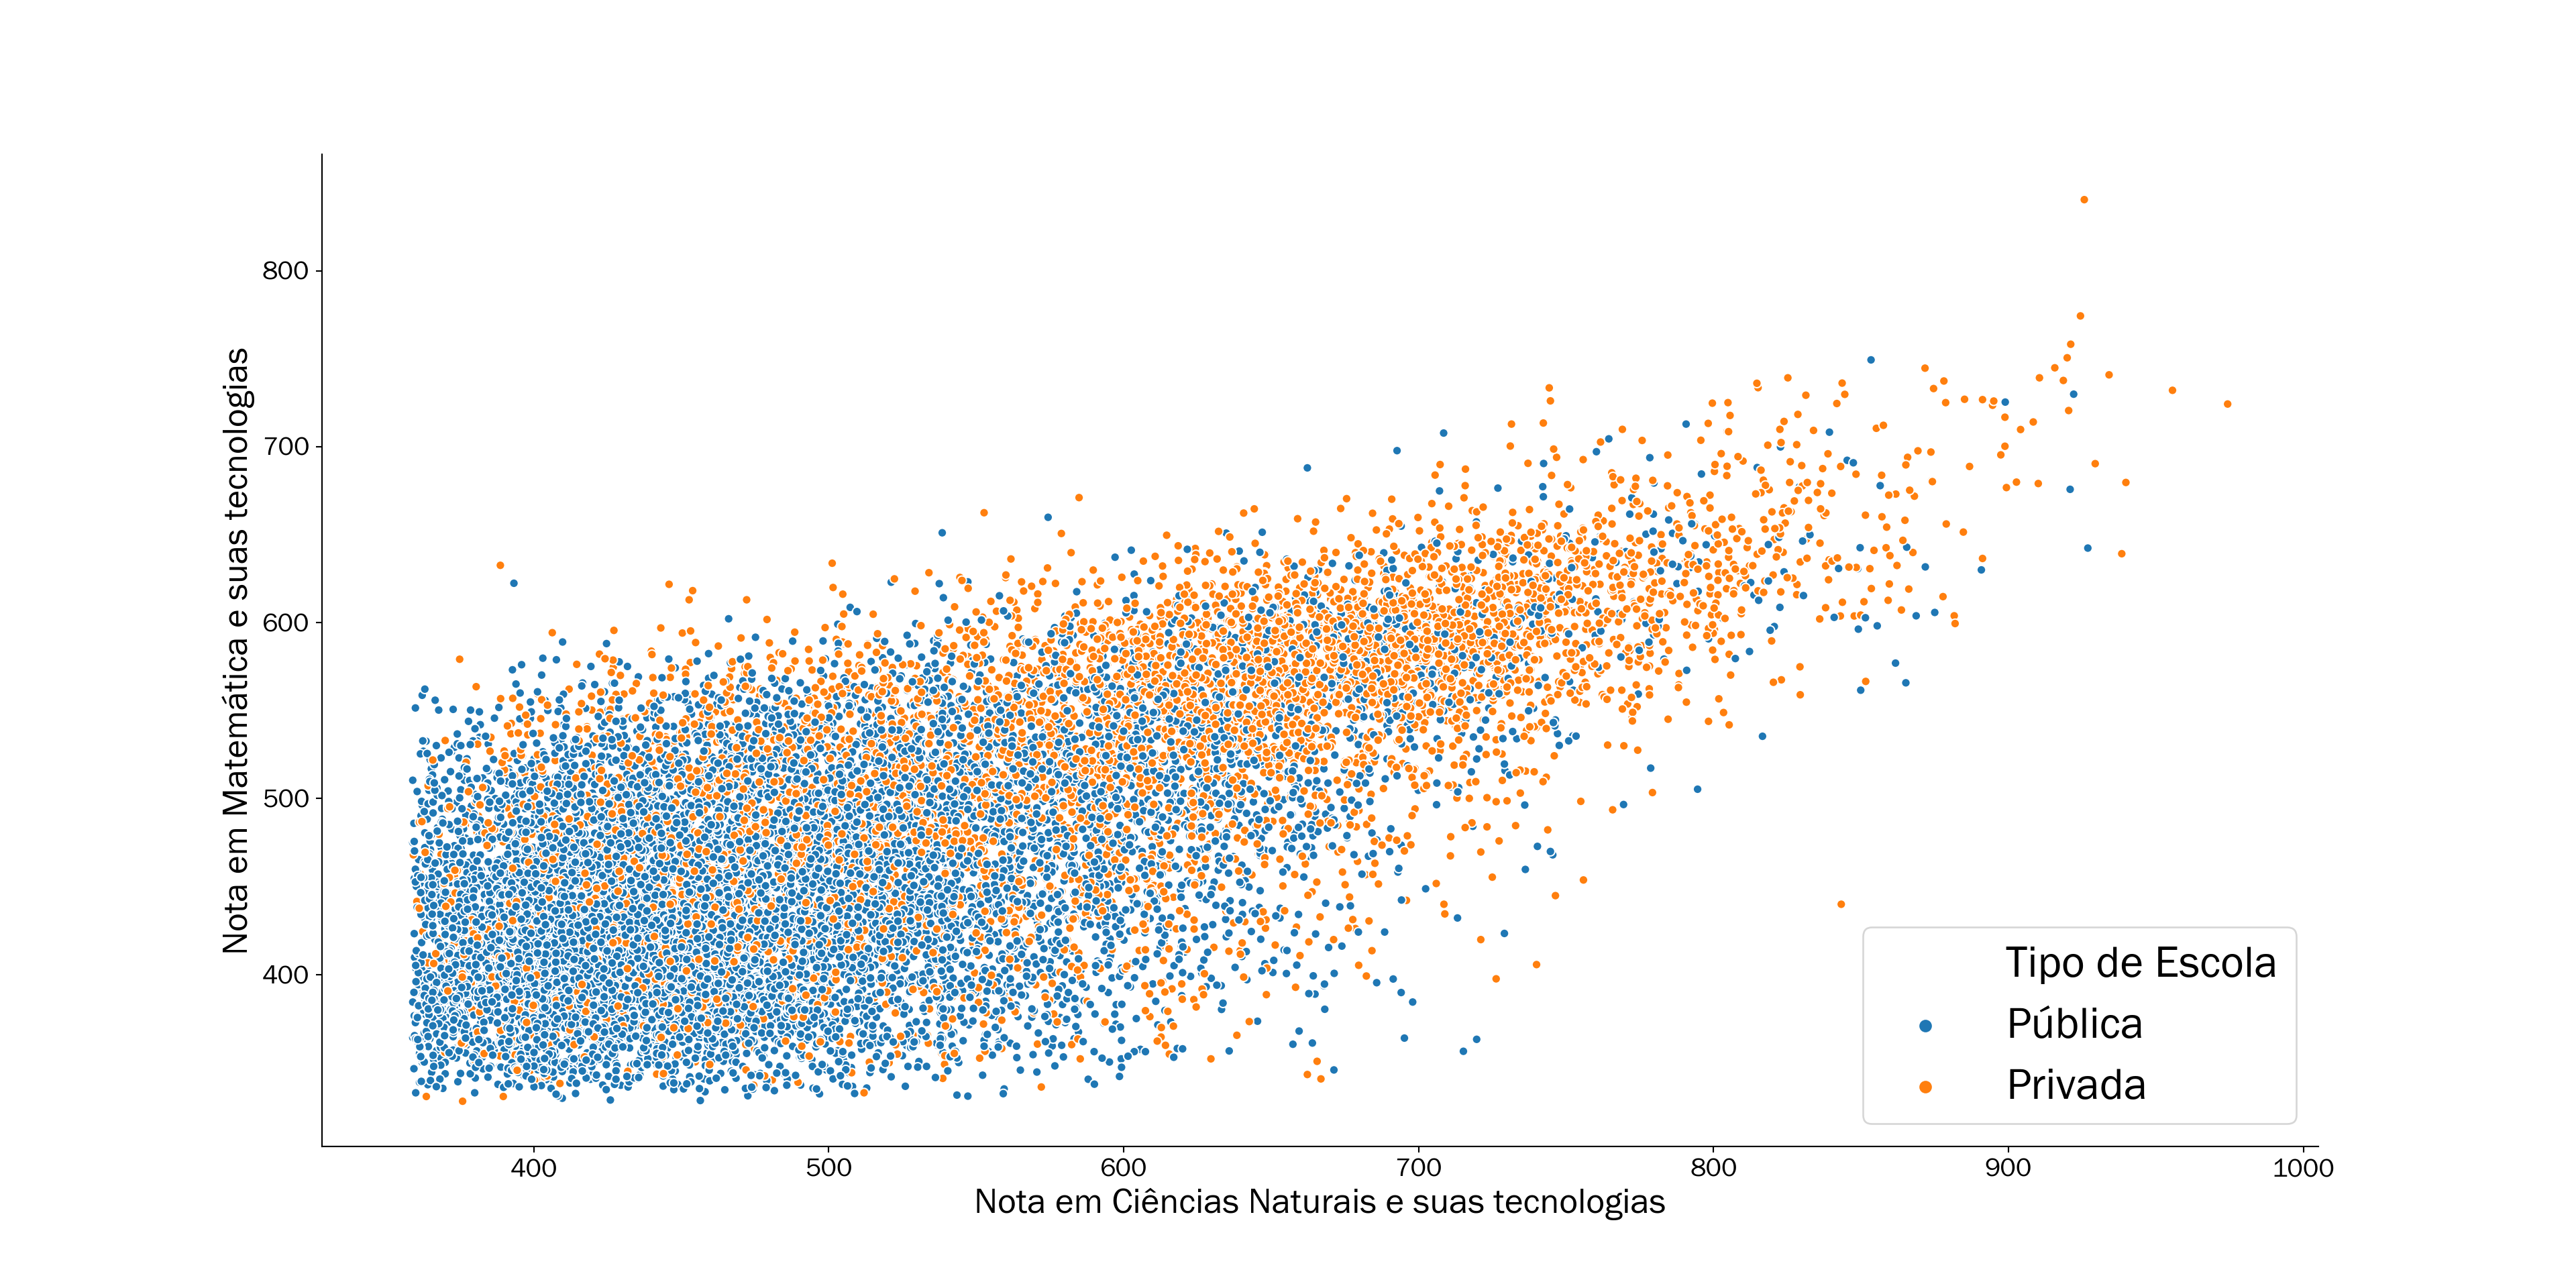 800
700
600
500
400
Nota em Matemática e suas tecnologias
400 500 600 700 800 900 1000
Nota em Ciências Naturais e suas tecnologias
Tipo de Escola
Pública
Privada